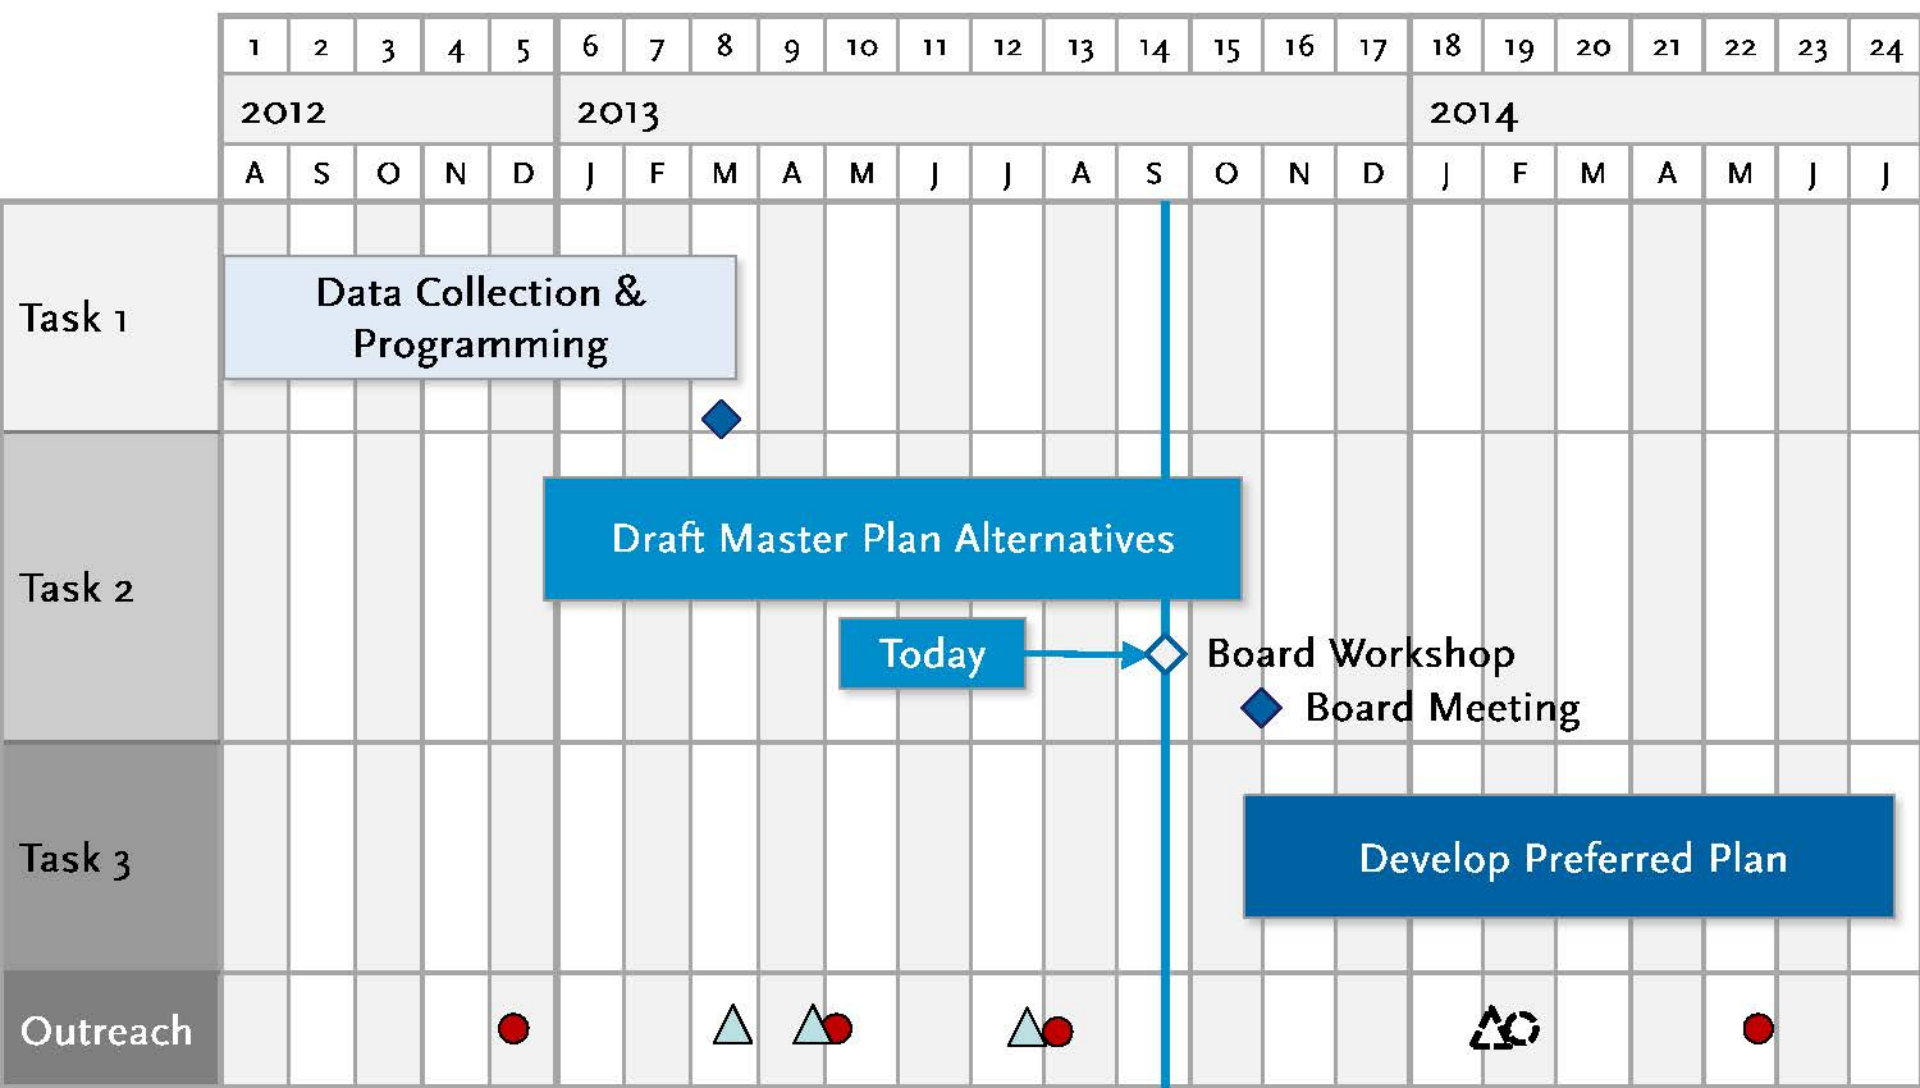 1 2 3 4 5 6 7 8 9 10 11 12 13 14 15 16 17 18 19 20 21 22 23 24
2012 2013 2014
A S O N D J F M A M J J A S O N D J F M A M J J
Task 1
Data Collection &
Programming
Task 2
Draft Master Plan Alternatives
Today Board Workshop
Board Meeting
Task 3
Develop Preferred Plan
Outreach